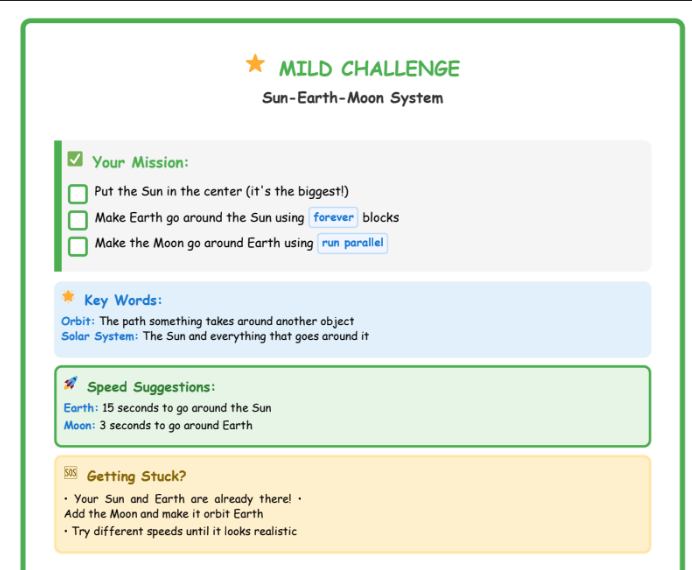 MILD CHALLENGE
Sun-Earth-Moon System
Your Mission:
Put the Sun in the center (it's the biggest!)
Make Earth go around the Sun using forever blocks
Make the Moon go around Earth using run parallel
Key Words:
Orbit: The path something takes around another object
Solar System: The Sun and everything that goes around it
Speed Suggestions:
Earth: 15 seconds to go around the Sun
Moon: 3 seconds to go around Earth
SOS Getting Stuck?
• Your Sun and Earth are already there! •
Add the Moon and make it orbit Earth
• Try different speeds until it looks realistic